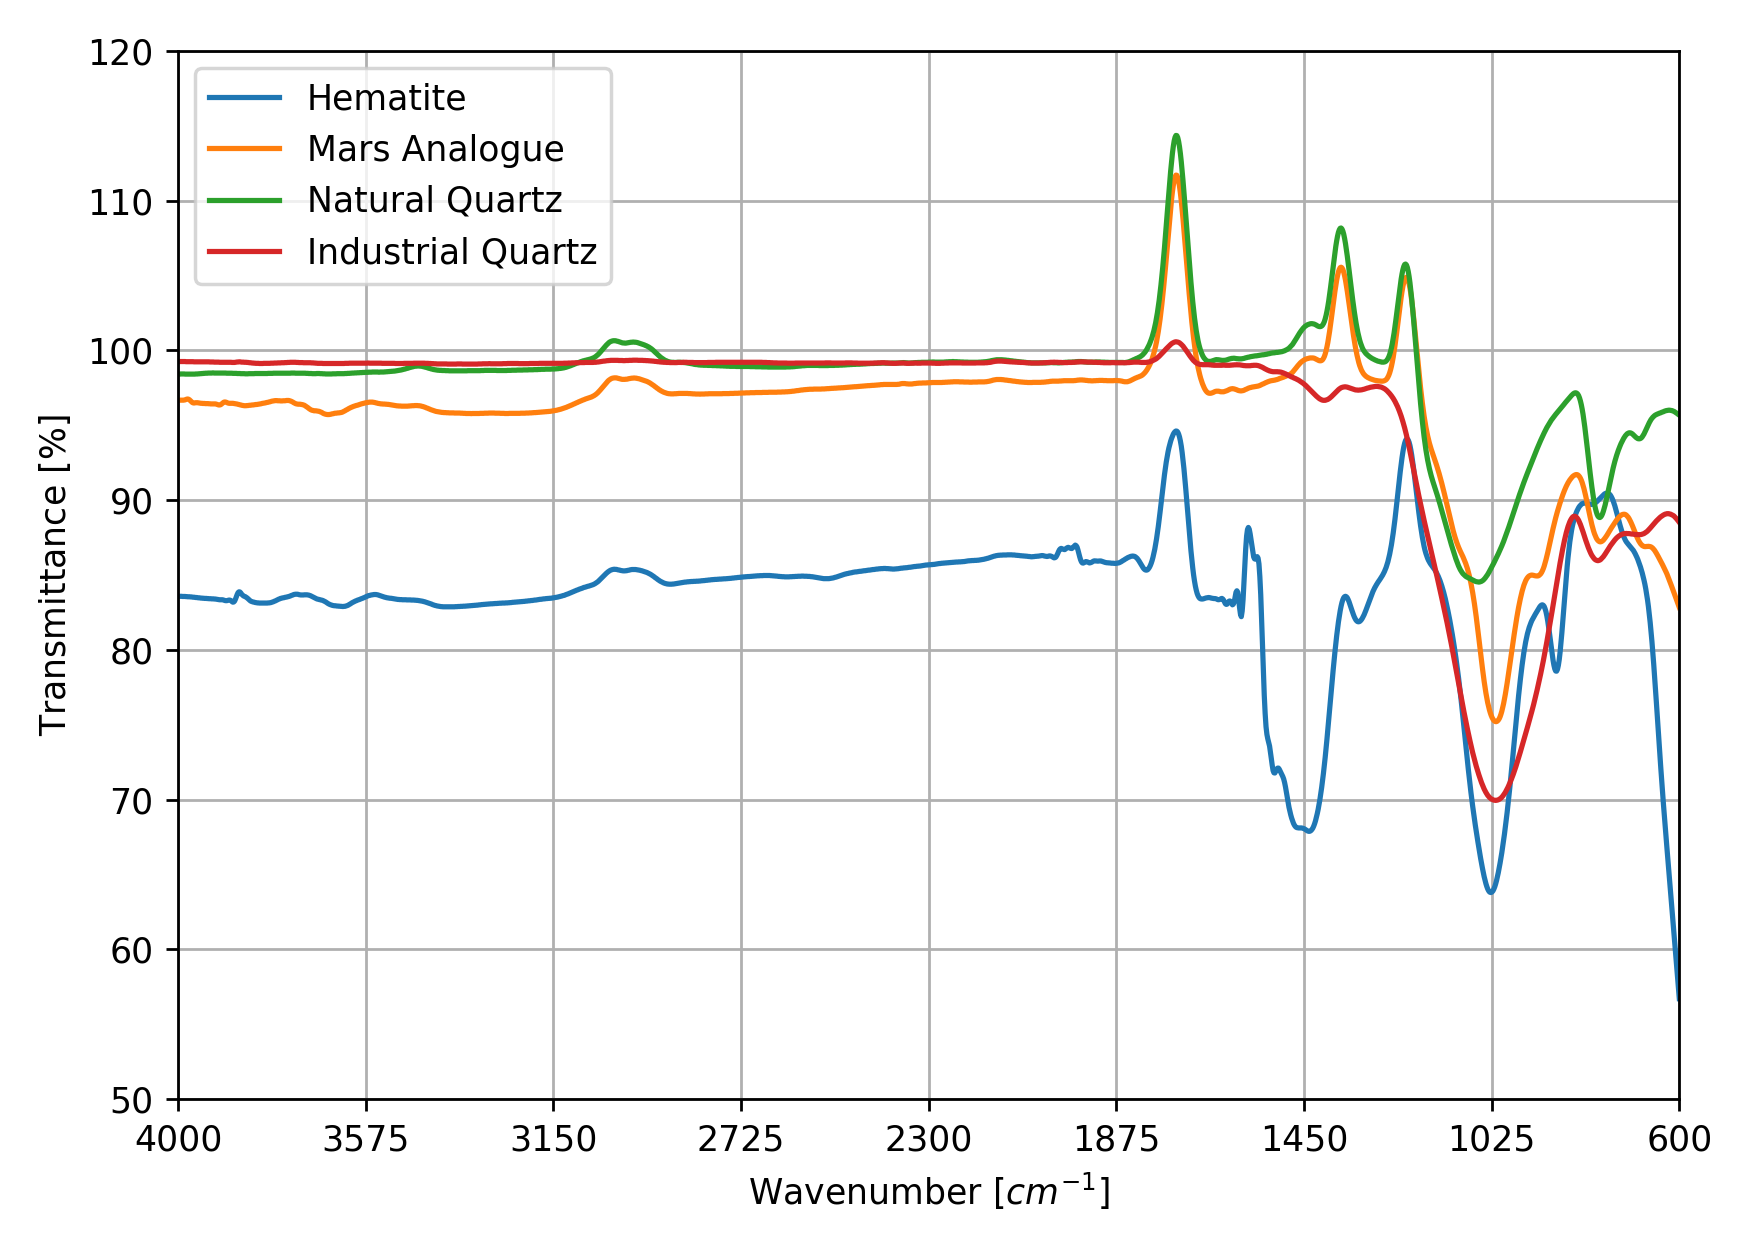 120
110
100
90
80
70
60
50
Transmittance [%]
Hematite
Mars Analogue
Natural Quartz
Industrial Quartz
4000 3575 3150 2725 2300 1875 1450 1025 600
Wavenumber [cm⁻¹]